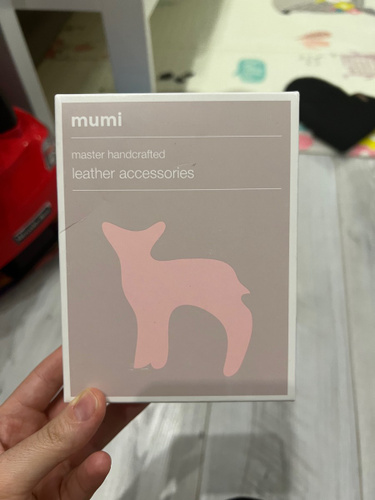 mumi
master handcrafted
leather accessories